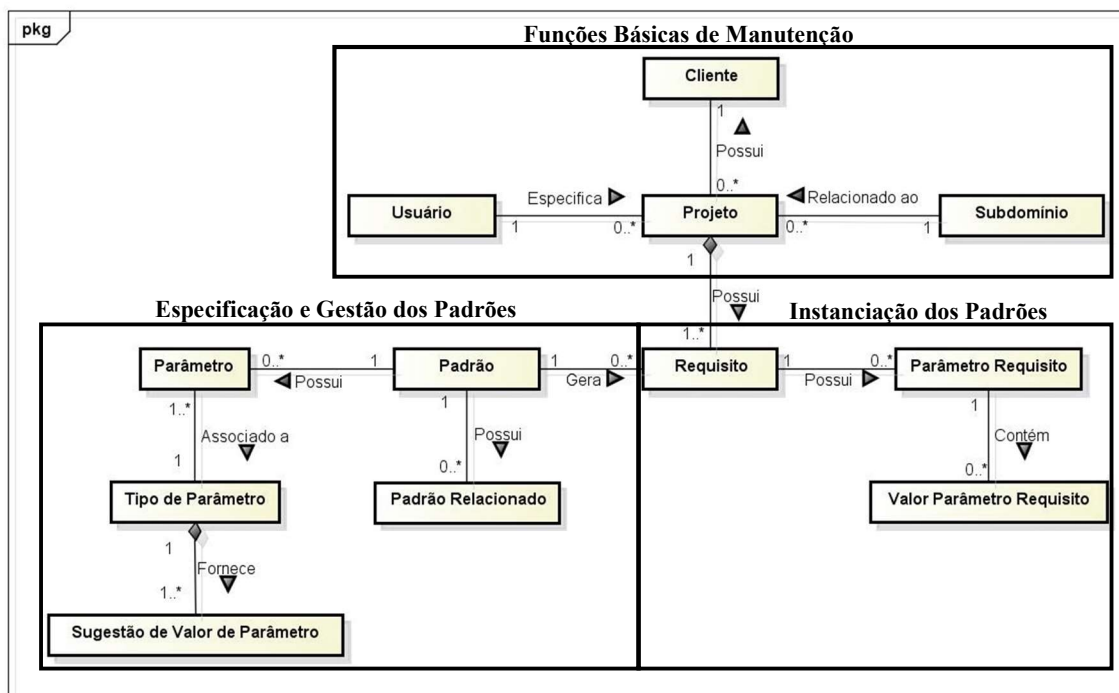 pkg
Funções Básicas de Manutenção
Cliente
1
Possui
0..*
Usuário
Especifica
1
0..*
Projeto
Relacionado ao
0..*
1
Subdomínio
1
Possui
1..*
Especificação e Gestão dos Padrões
Instanciação dos Padrões
Parâmetro
0..*
1
Possui
Padrão
1
0..*
Gera
Requisito
1
0..*
Possui
Parâmetro Requisito
1..*
Associado a
1
1
Possui
0..*
1
Contém
0..*
Tipo de Parâmetro
Padrão Relacionado
Valor Parâmetro Requisito
1
Fornece
1..*
Sugestão de Valor de Parâmetro